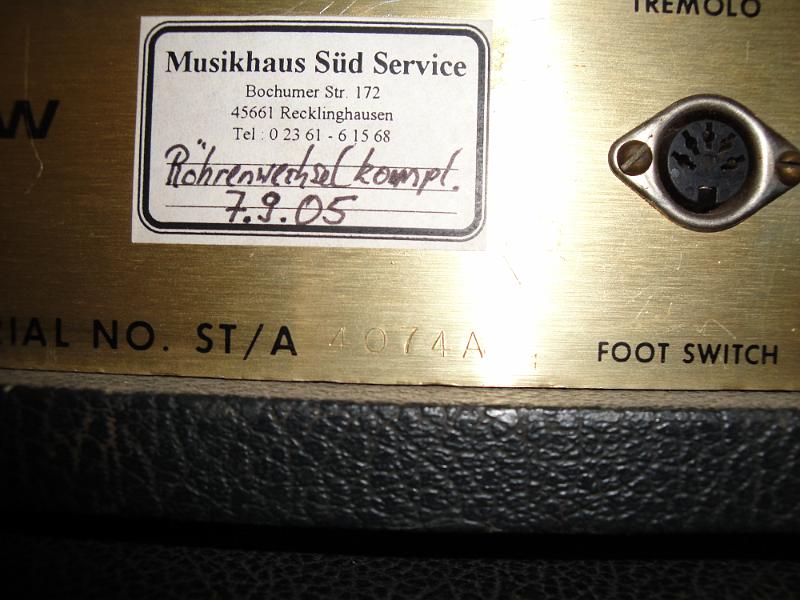 TREMOLO
Musikhaus Süd Service
Bochumer Str. 172
45661 Recklinghausen
Tel : 0 23 61 - 6 15 68
Röhrenwechsel kompl.
7.9.05
W
RIAL NO. ST/A 4074A
FOOT SWITCH